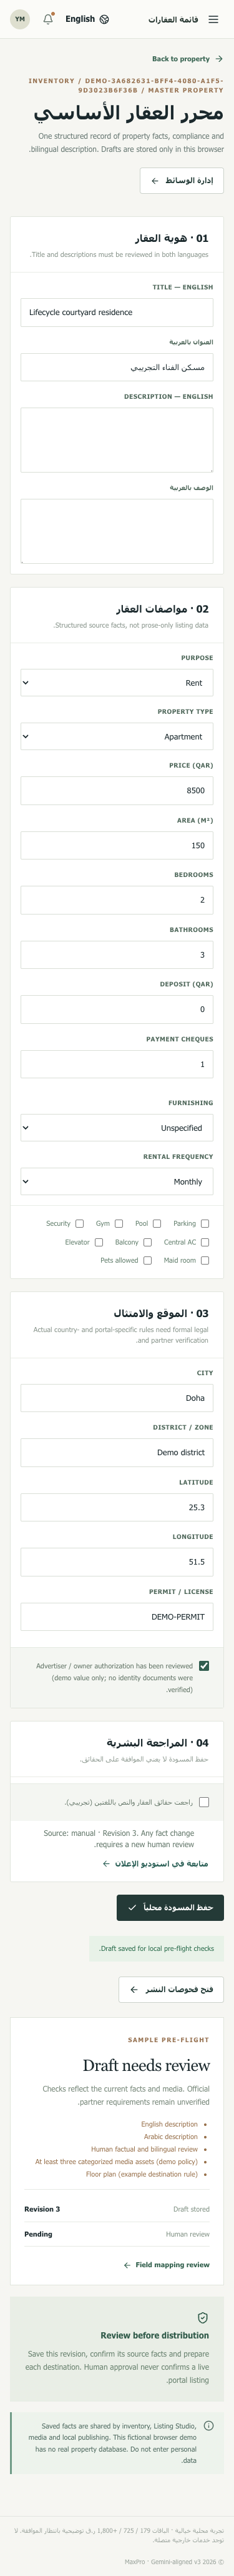 قائمة العقارات
English
YM
Back to property
INVENTORY / DEMO-3A682631-BFF4-4080-A1F5-
9D3023B6F36B / MASTER PROPERTY
محرر العقار الأساسي
One structured record of property facts, compliance and
bilingual description. Drafts are stored only in this browser.
إدارة الوسائط
01 · هوية العقار
Title and descriptions must be reviewed in both languages.
TITLE — ENGLISH
Lifecycle courtyard residence
العنوان بالعربية
مسكن الفناء التجريبي
DESCRIPTION — ENGLISH
الوصف بالعربية
02 · مواصفات العقار
Structured source facts, not prose-only listing data.
PURPOSE
Rent
PROPERTY TYPE
Apartment
PRICE (QAR)
8500
AREA (M²)
150
BEDROOMS
2
BATHROOMS
3
DEPOSIT (QAR)
0
PAYMENT CHEQUES
1
FURNISHING
Unspecified
RENTAL FREQUENCY
Monthly
Parking
Pool
Gym
Security
Central AC
Balcony
Elevator
Maid room
Pets allowed
03 · الموقع والامتثال
Actual country- and portal-specific rules need formal legal
and partner verification.
CITY
Doha
DISTRICT / ZONE
Demo district
LATITUDE
25.3
LONGITUDE
51.5
PERMIT / LICENSE
DEMO-PERMIT
Advertiser / owner authorization has been reviewed
(demo value only; no identity documents were
verified).
04 · المراجعة البشرية
حفظ المسودة لا يعني الموافقة على الحقائق.
راجعت حقائق العقار والنص باللغتين (تجريبي).
Source: manual · Revision 3. Any fact change
requires a new human review.
متابعة في استوديو الإعلان
حفظ المسودة محلياً
Draft saved for local pre-flight checks.
فتح فحوصات النشر
SAMPLE PRE-FLIGHT
Draft needs review
Checks reflect the current facts and media. Official
partner requirements remain unverified.
English description
Arabic description
Human factual and bilingual review
At least three categorized media assets (demo policy)
Floor plan (example destination rule)
Draft stored
Revision 3
Human review
Pending
Field mapping review
Review before distribution
Save this revision, confirm its source facts and prepare
each destination. Human approval never confirms a live
portal listing.
Saved facts are shared by inventory, Listing Studio,
media and local publishing. This fictional browser demo
has no real property database. Do not enter personal
data.
تجربة محلية خيالية · الباقات 179 / 725 / +1,800 ر.ق توضيحية بانتظار الموافقة. لا
توجد خدمات خارجية متصلة.
© 2026 MaxPro · Gemini-aligned v3